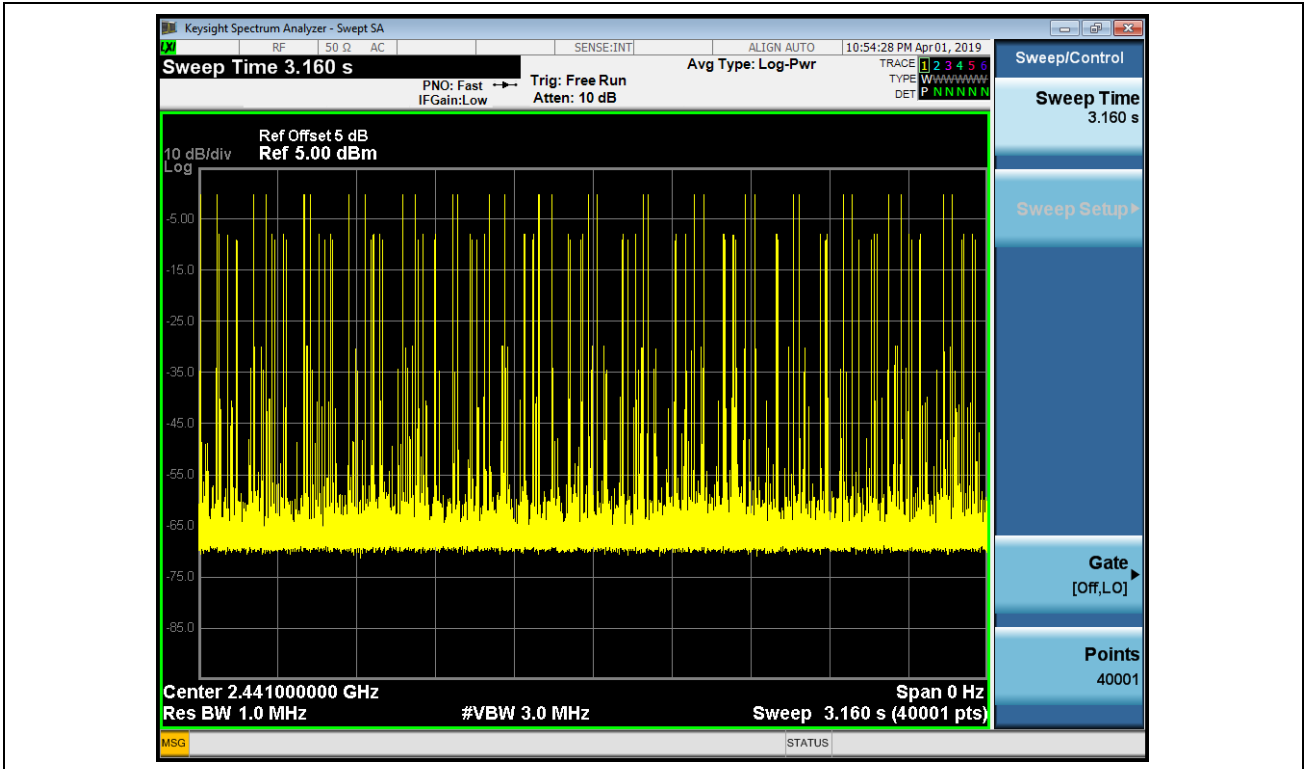 Keysight Spectrum Analyzer - Swept SA
LXI RF 50 Ω AC SENSE:INT ALIGN AUTO 10:54:28 PM Apr 01, 2019
Sweep Time 3.160 s
PNO: Fast
IFGain:Low
Trig: Free Run
Atten: 10 dB
Avg Type: Log-Pwr
TRACE 1 2 3 4 5 6
TYPE WWWWWW
DET P N N N N N
Ref Offset 5 dB
10 dB/div Ref 5.00 dBm
Log
-5.00
-15.0
-25.0
-35.0
-45.0
-55.0
-65.0
-75.0
-85.0
Center 2.441000000 GHz Span 0 Hz
Res BW 1.0 MHz #VBW 3.0 MHz Sweep 3.160 s (40001 pts)
MSG STATUS
Sweep/Control
Sweep Time
3.160 s
Sweep Setup
Gate
[Off,LO]
Points
40001